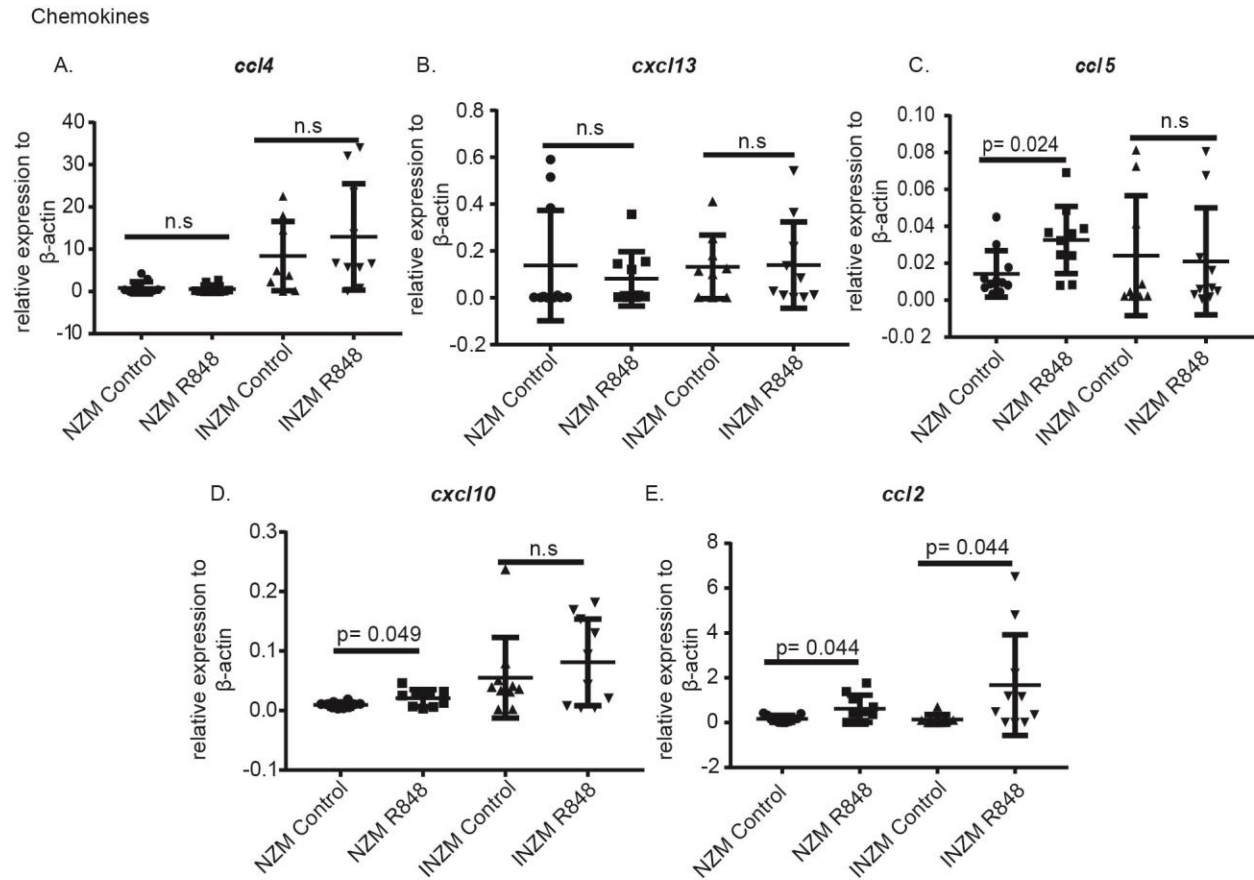 Chemokines
A.
ccl4
relative expression to
β-actin
40
30
20
10
0
-10
n.s
n.s
NZM Control
NZM R848
INZM Control
INZM R848
B.
cxcl13
relative expression to
β-actin
0.8
0.6
0.4
0.2
0.0
-0.2
n.s
n.s
NZM Control
NZM R848
INZM Control
INZM R848
C.
ccl5
relative expression to
β-actin
0.10
0.08
0.06
0.04
0.02
0.00
-0.02
p= 0.024
n.s
NZM Control
NZM R848
INZM Control
INZM R848
D.
cxcl10
relative expression to
β-actin
0.3
0.2
0.1
0.0
-0.1
p= 0.049
n.s
NZM Control
NZM R848
INZM Control
INZM R848
E.
ccl2
relative expression to
β-actin
8
6
4
2
0
-2
p= 0.044
p= 0.044
NZM Control
NZM R848
INZM Control
INZM R848